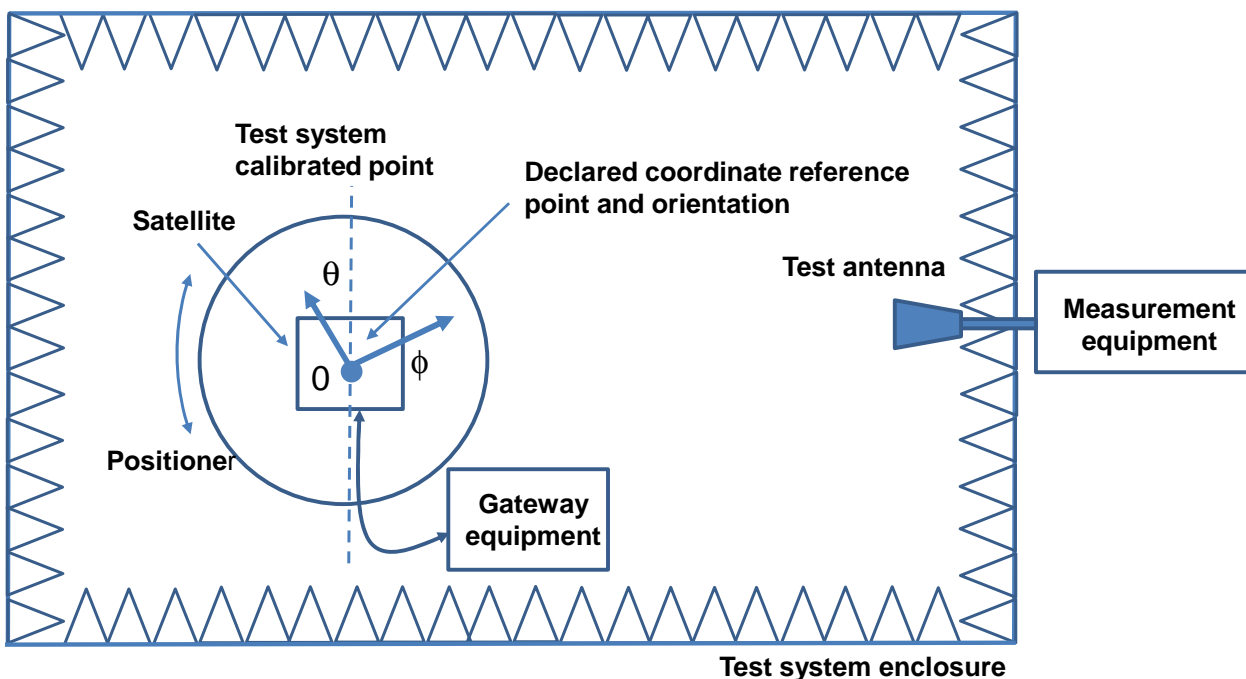 Test system
calibrated point
Declared coordinate reference
point and orientation
Satellite
θ
Test antenna
Measurement
equipment
0
ϕ
Positioner
Gateway
equipment
Test system enclosure